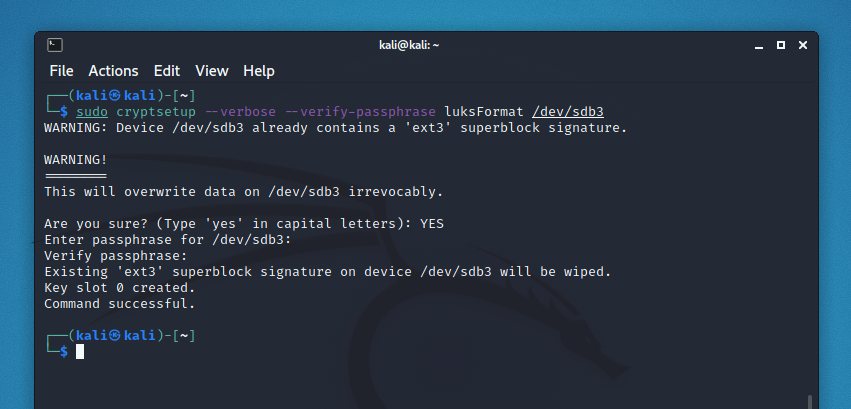 kali@kali: ~
File Actions Edit View Help
┌──(kali㉿kali)-[~]
└─$ sudo cryptsetup --verbose --verify-passphrase luksFormat /dev/sdb3
WARNING: Device /dev/sdb3 already contains a 'ext3' superblock signature.
WARNING!
========
This will overwrite data on /dev/sdb3 irrevocably.
Are you sure? (Type 'yes' in capital letters): YES
Enter passphrase for /dev/sdb3:
Verify passphrase:
Existing 'ext3' superblock signature on device /dev/sdb3 will be wiped.
Key slot 0 created.
Command successful.
┌──(kali㉿kali)-[~]
└─$